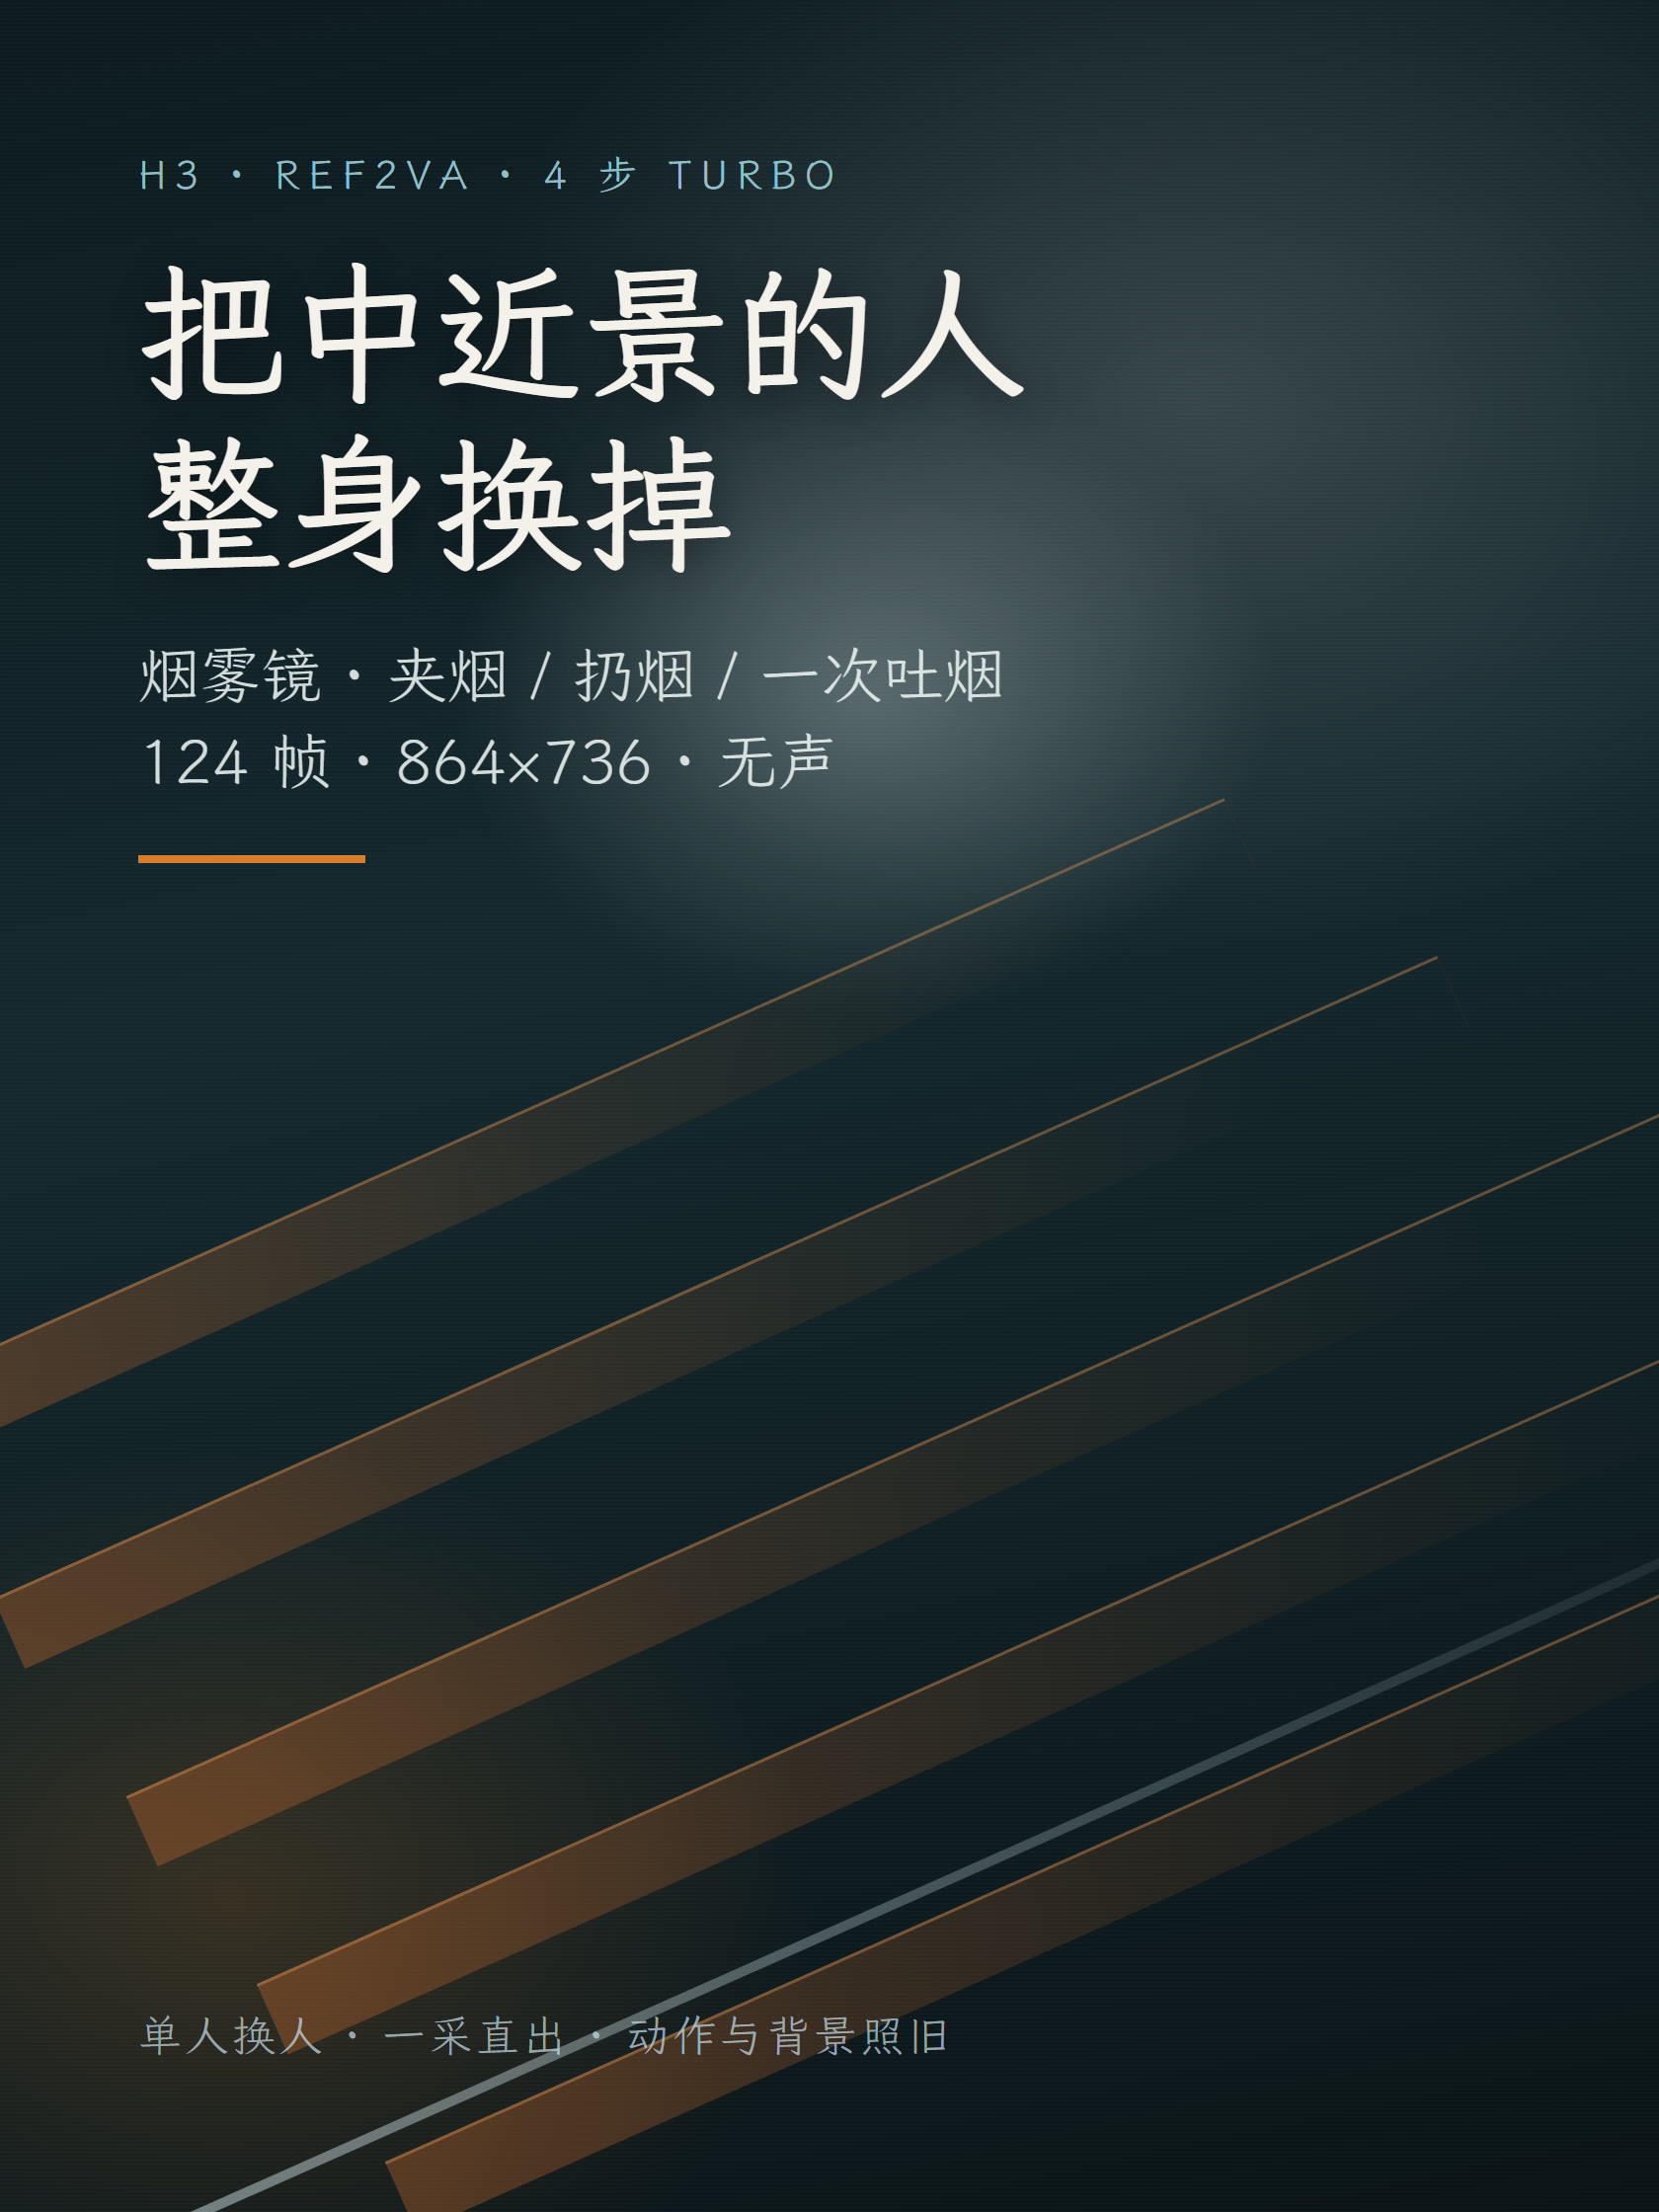 H3 · REF2VA · 4 步 TURBO
把中近景的人
整身换掉
烟雾镜 · 夹烟 / 扔烟 / 一次吐烟
124 帧 · 864×736 · 无声
单人换人 · 一采直出 · 动作与背景照旧